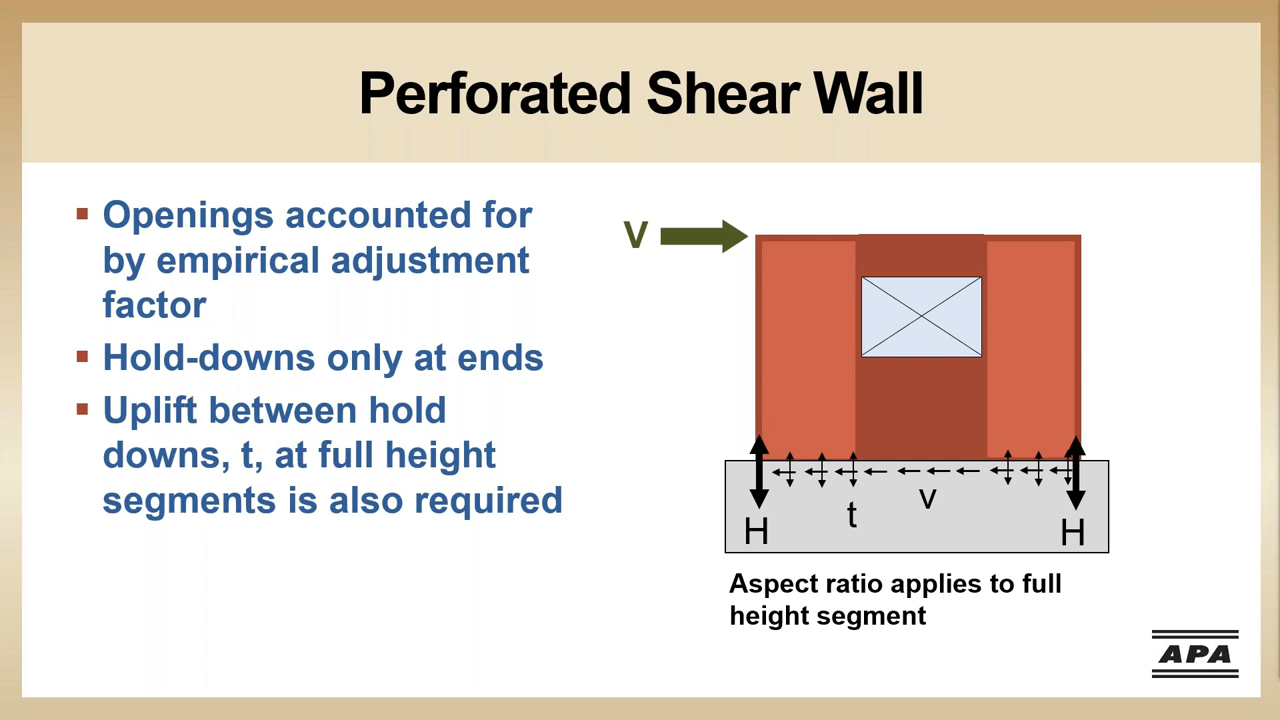 Perforated Shear Wall
▪ Openings accounted for
by empirical adjustment
factor
▪ Hold-downs only at ends
▪ Uplift between hold
downs, t, at full height
segments is also required
V
H
t
v
H
Aspect ratio applies to full
height segment
APA